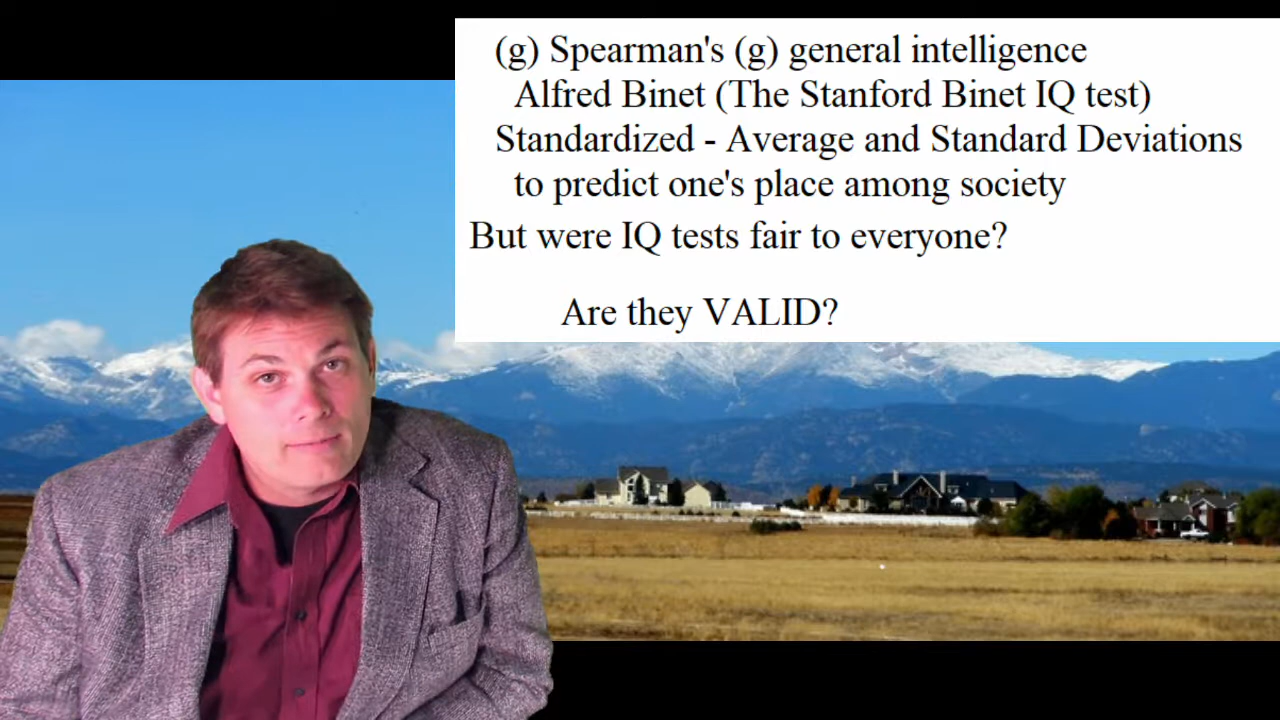 (g) Spearman's (g) general intelligence
Alfred Binet (The Stanford Binet IQ test)
Standardized - Average and Standard Deviations
to predict one's place among society
But were IQ tests fair to everyone?
Are they VALID?